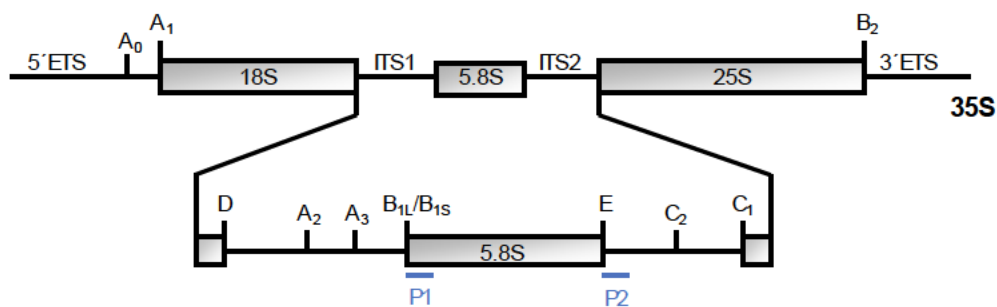 A₁ B₂
A₀
5´ETS ITS1 ITS2 3´ETS
18S 5.8S 25S
35S
D A₂ A₃ B₁L/B₁S E C₂ C₁
5.8S
P1 P2